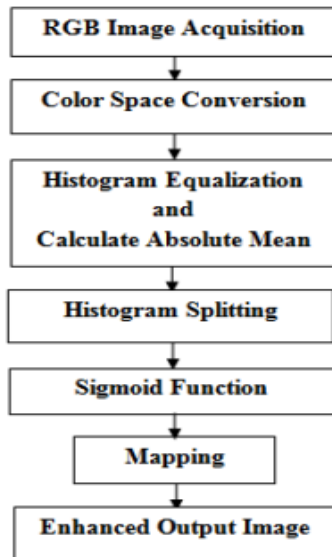 RGB Image Acquisition
Color Space Conversion
Histogram Equalization
and
Calculate Absolute Mean
Histogram Splitting
Sigmoid Function
Mapping
Enhanced Output Image